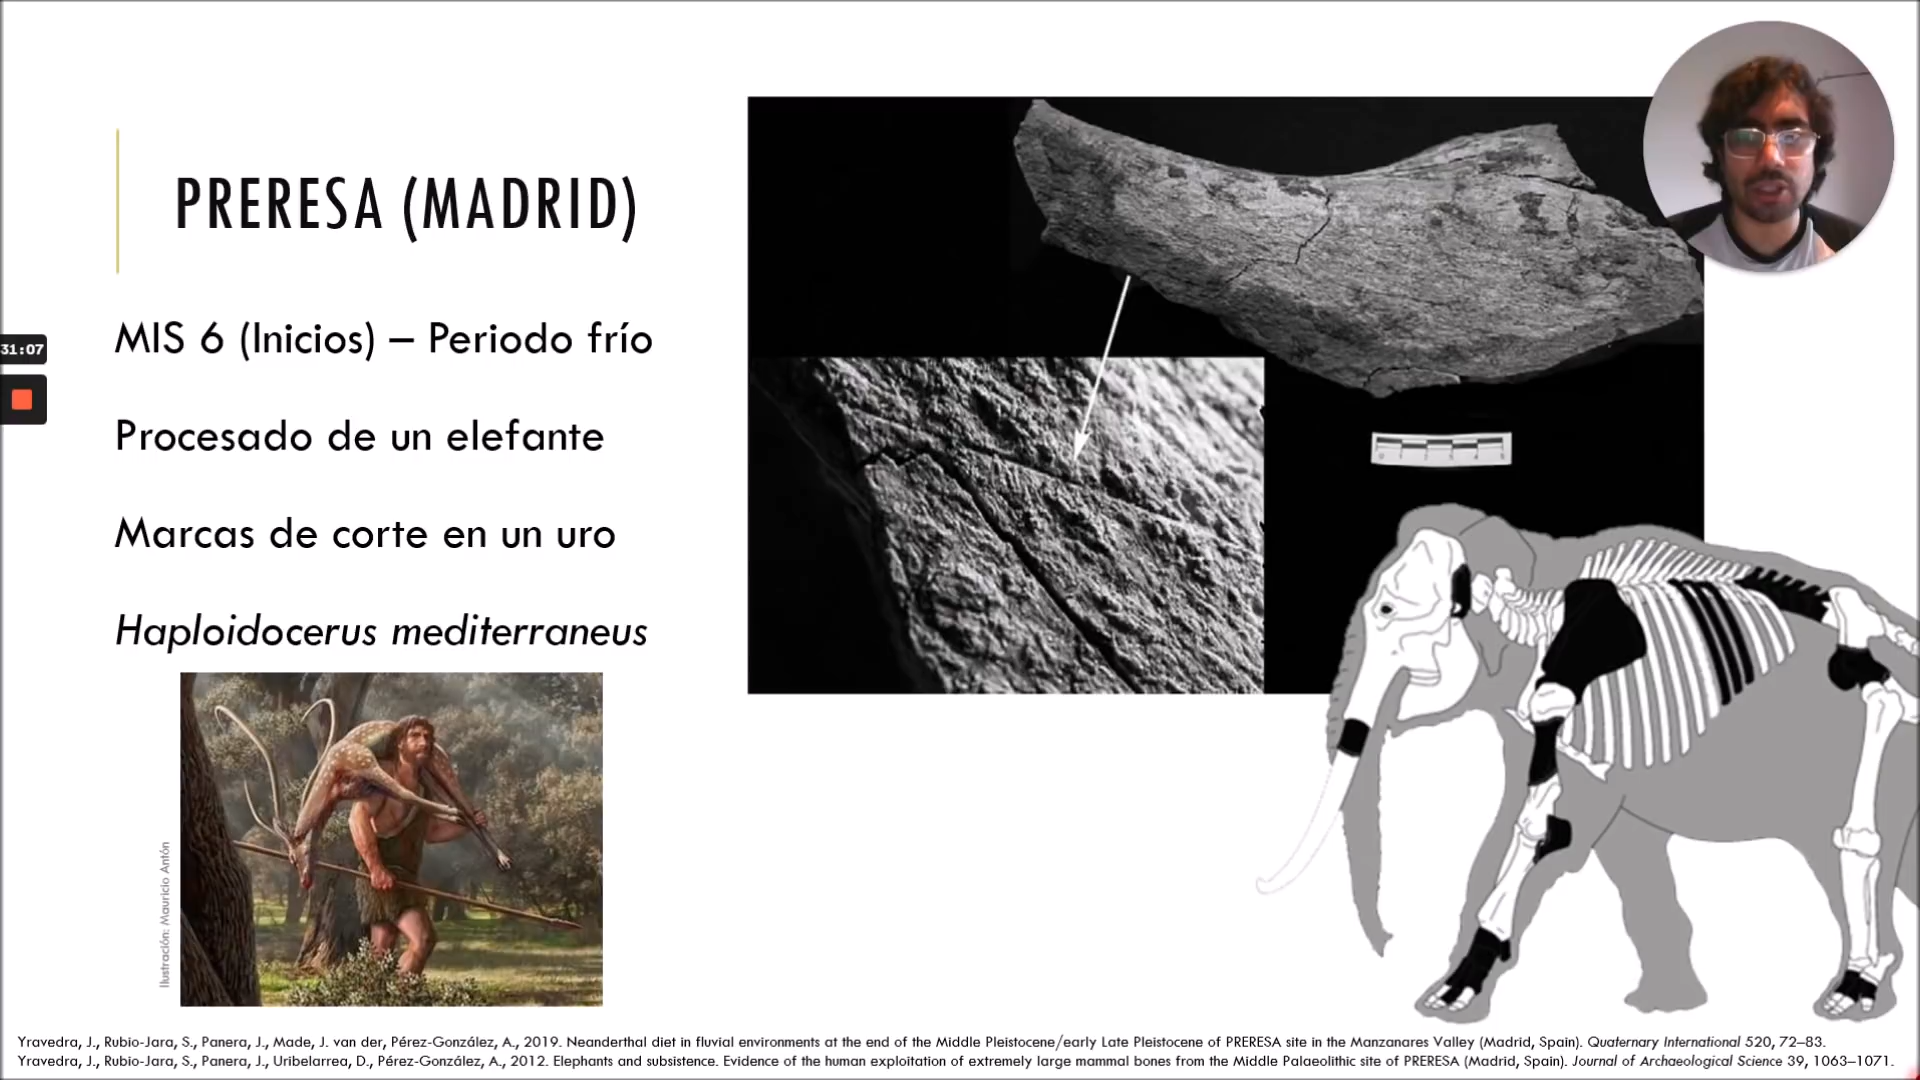 PRERESA (MADRID)
MIS 6 (Inicios) – Periodo frío
31:07
Procesado de un elefante
Marcas de corte en un uro
Haploidocerus mediterraneus
Ilustración: Mauricio Antón
Yravedra, J., Rubio-Jara, S., Panera, J., Made, J. van der, Pérez-González, A., 2019. Neanderthal diet in fluvial environments at the end of the Middle Pleistocene/early Late Pleistocene of PRERESA site in the Manzanares Valley (Madrid, Spain). Quaternary International 520, 72–83.
Yravedra, J., Rubio-Jara, S., Panera, J., Uribelarrea, D., Pérez-González, A., 2012. Elephants and subsistence. Evidence of the human exploitation of extremely large mammal bones from the Middle Palaeolithic site of PRERESA (Madrid, Spain). Journal of Archaeological Science 39, 1063–1071.